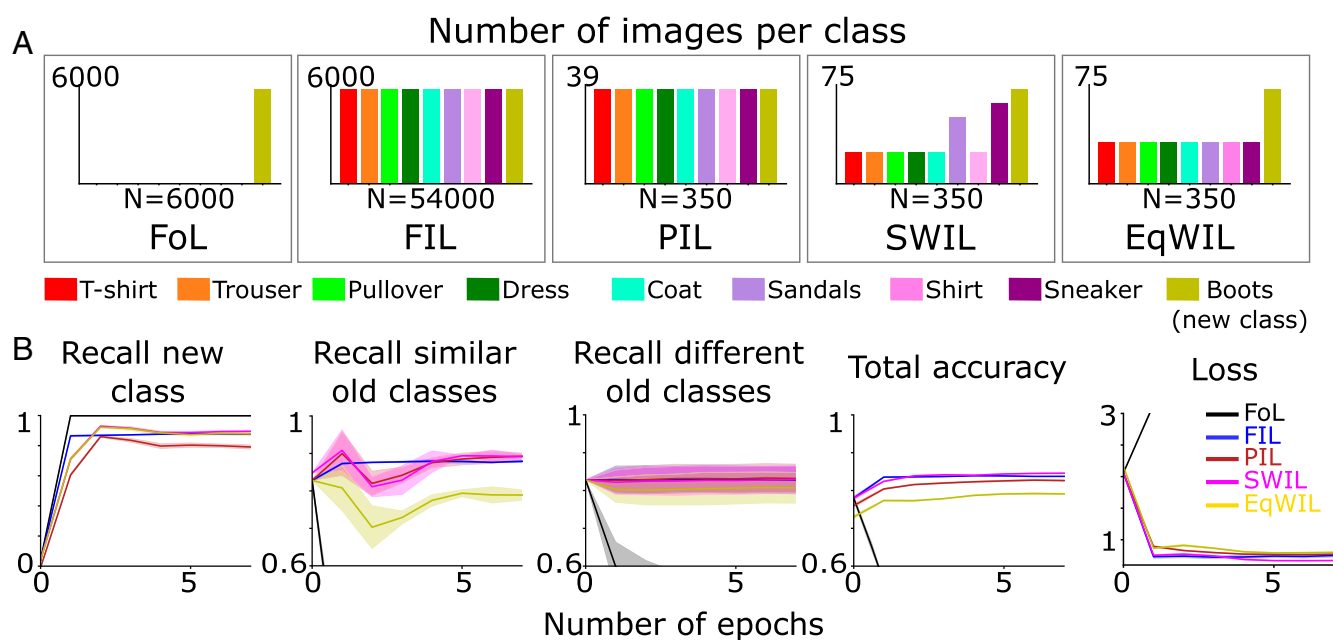 A
Number of images per class
6000
N=6000
FoL
6000
N=54000
FIL
39
N=350
PIL
75
N=350
SWIL
75
N=350
EqWIL
T-shirt Trouser Pullover Dress Coat Sandals Shirt Sneaker Boots
(new class)
B
Recall new
class
1
0
0 5
Recall similar
old classes
1
0.6
0 5
Recall different
old classes
1
0.6
0 5
Total accuracy
1
0.6
0 5
Loss
3
1
0 5
FoL
FIL
PIL
SWIL
EqWIL
Number of epochs